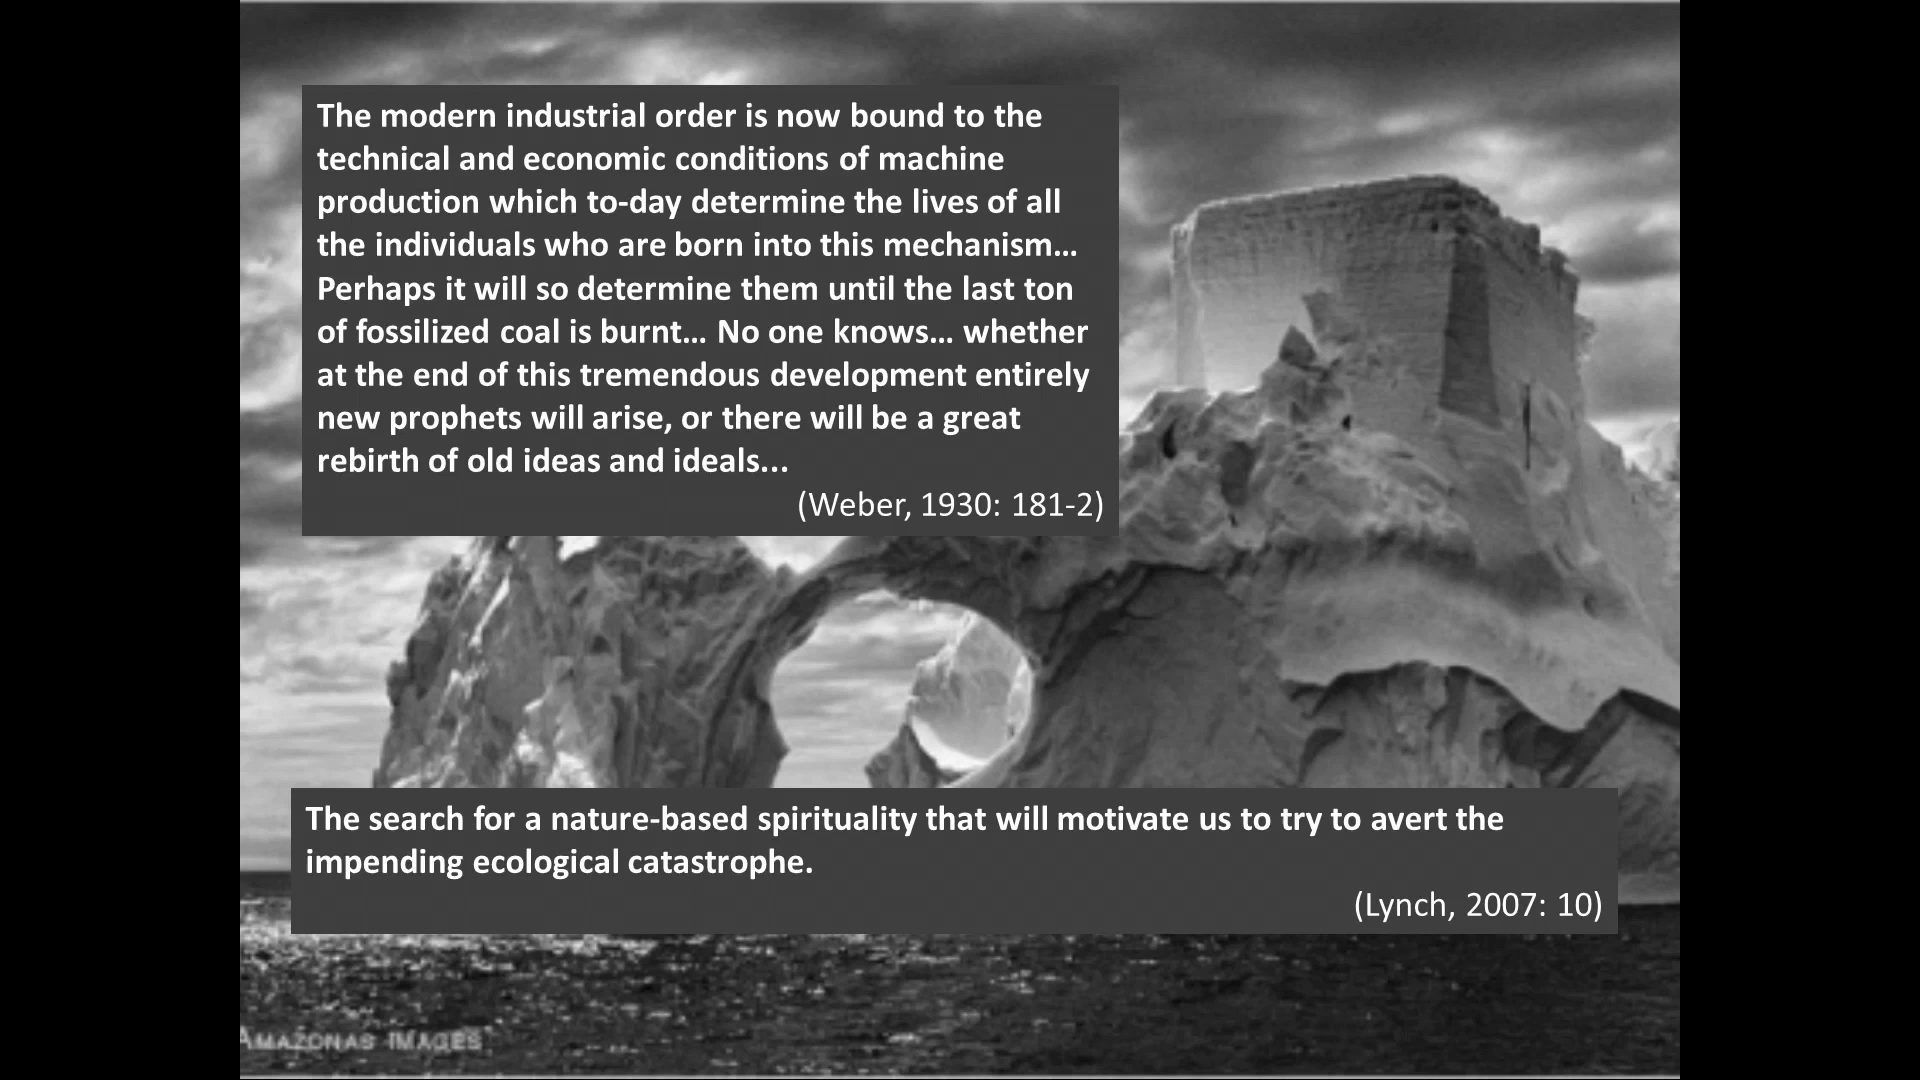 The modern industrial order is now bound to the
technical and economic conditions of machine
production which to-day determine the lives of all
the individuals who are born into this mechanism…
Perhaps it will so determine them until the last ton
of fossilized coal is burnt… No one knows… whether
at the end of this tremendous development entirely
new prophets will arise, or there will be a great
rebirth of old ideas and ideals...
(Weber, 1930: 181-2)
The search for a nature-based spirituality that will motivate us to try to avert the
impending ecological catastrophe.
(Lynch, 2007: 10)
AMAZONAS IMAGES